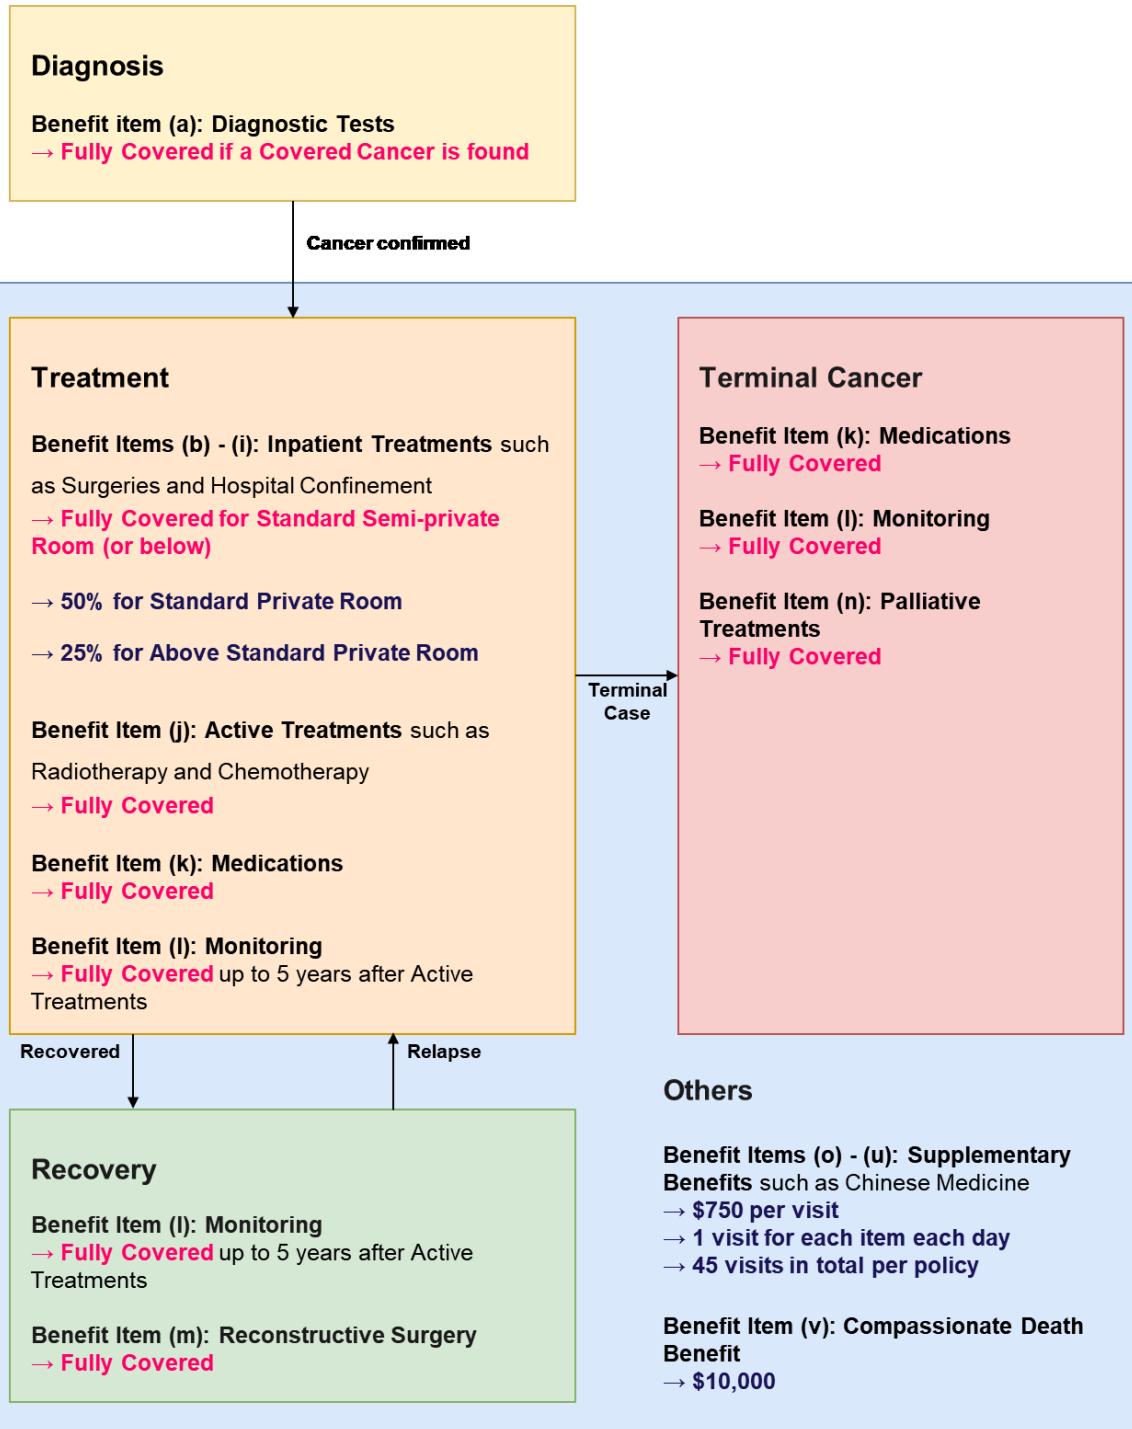 Diagnosis
Benefit item (a): Diagnostic Tests
→ Fully Covered if a Covered Cancer is found
Cancer confirmed
Treatment
Benefit Items (b) - (i): Inpatient Treatments such
as Surgeries and Hospital Confinement
→ Fully Covered for Standard Semi-private
Room (or below)
→ 50% for Standard Private Room
→ 25% for Above Standard Private Room
Benefit Item (j): Active Treatments such as
Radiotherapy and Chemotherapy
→ Fully Covered
Benefit Item (k): Medications
→ Fully Covered
Benefit Item (l): Monitoring
→ Fully Covered up to 5 years after Active
Treatments
Terminal
Case
Terminal Cancer
Benefit Item (k): Medications
→ Fully Covered
Benefit Item (l): Monitoring
→ Fully Covered
Benefit Item (n): Palliative
Treatments
→ Fully Covered
Recovered
Relapse
Recovery
Benefit Item (l): Monitoring
→ Fully Covered up to 5 years after Active
Treatments
Benefit Item (m): Reconstructive Surgery
→ Fully Covered
Others
Benefit Items (o) - (u): Supplementary
Benefits such as Chinese Medicine
→ $750 per visit
→ 1 visit for each item each day
→ 45 visits in total per policy
Benefit Item (v): Compassionate Death
Benefit
→ $10,000